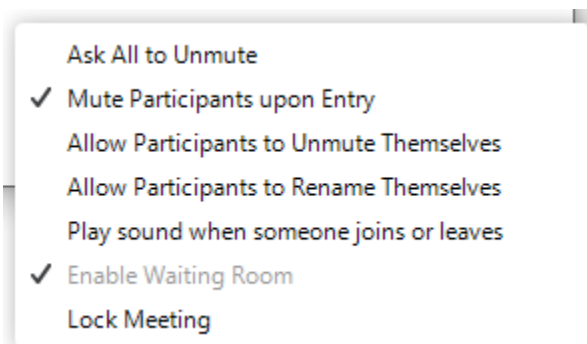 Ask All to Unmute
Mute Participants upon Entry
Allow Participants to Unmute Themselves
Allow Participants to Rename Themselves
Play sound when someone joins or leaves
Enable Waiting Room
Lock Meeting